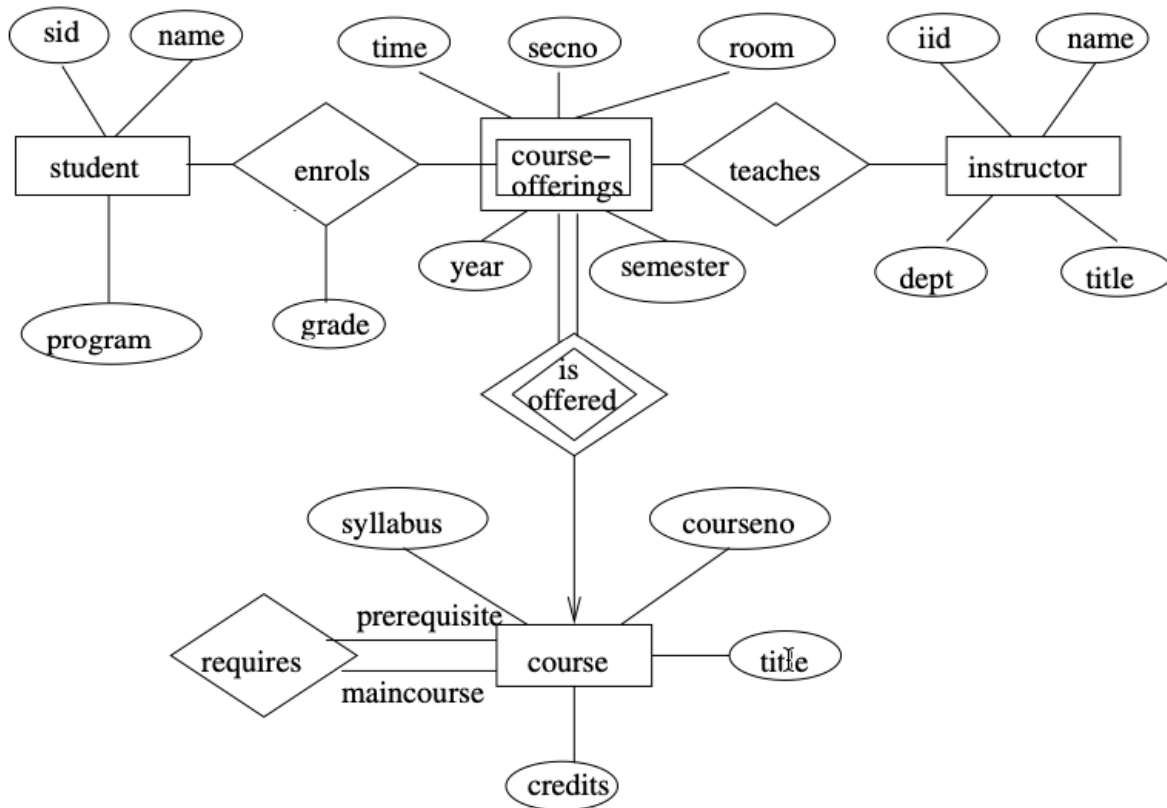 sid
name
time
secno
room
iid
name
student
enrols
course–
offerings
teaches
instructor
year
semester
dept
title
program
grade
is
offered
syllabus
courseno
prerequisite
requires
course
title
maincourse
credits